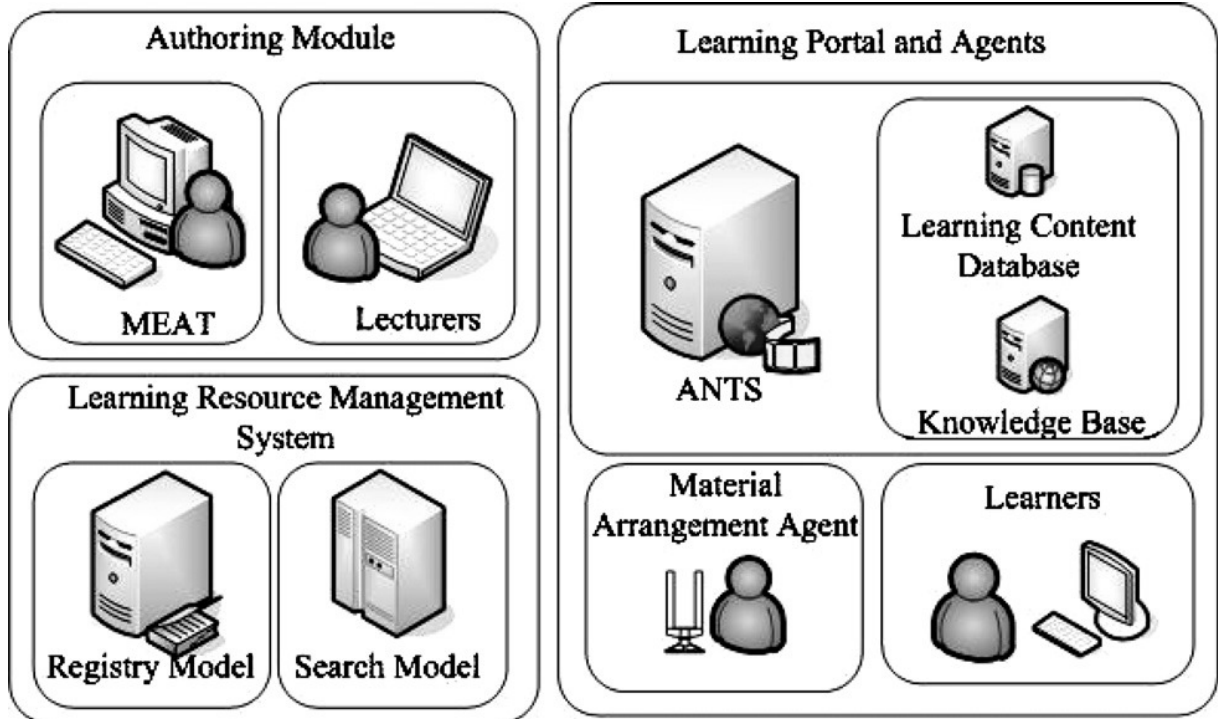 Authoring Module
MEAT
Lecturers
Learning Resource Management
System
Registry Model
Search Model
Learning Portal and Agents
ANTS
Learning Content
Database
Knowledge Base
Material
Arrangement Agent
Learners